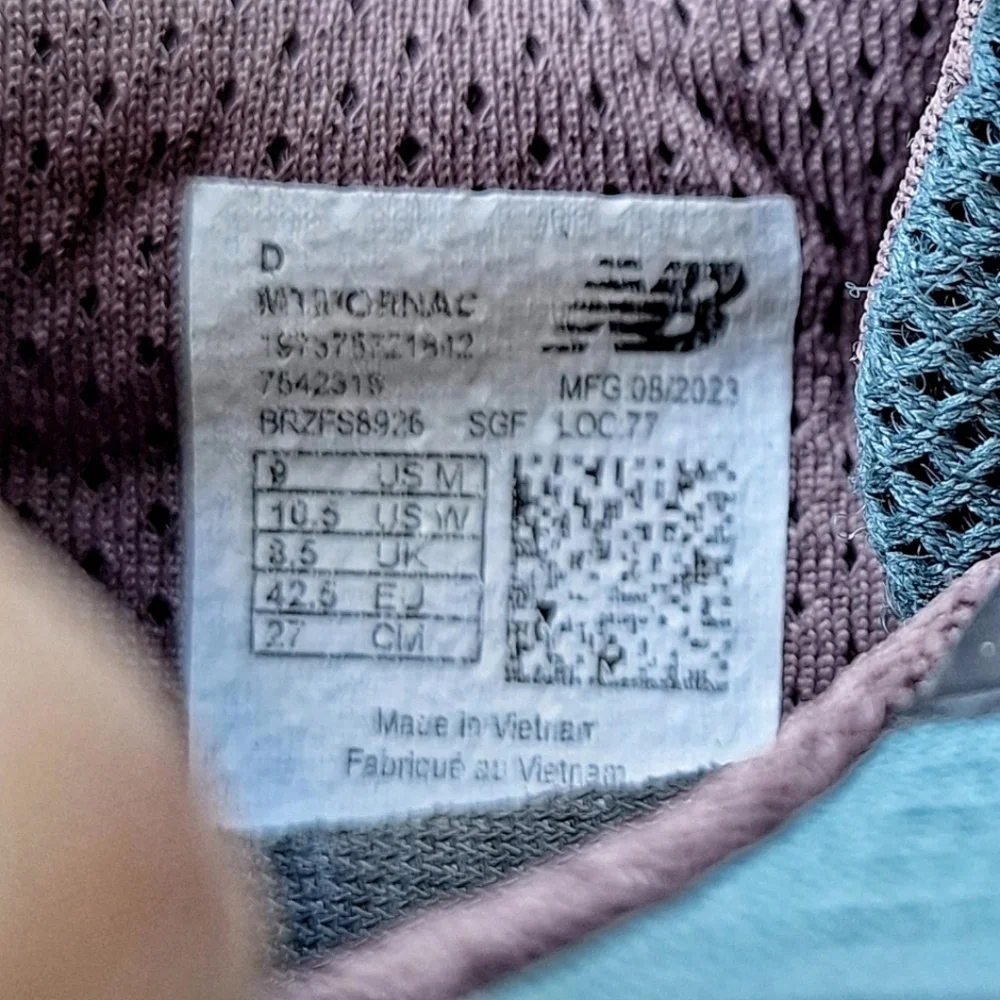 D
MFG 08/2023
BRZFS8926 SGF LOC:77
9 US M
10.5 US W
8.5 UK
42.5 EU
27 CM
Made in Vietnam
Fabriqué au Vietnam